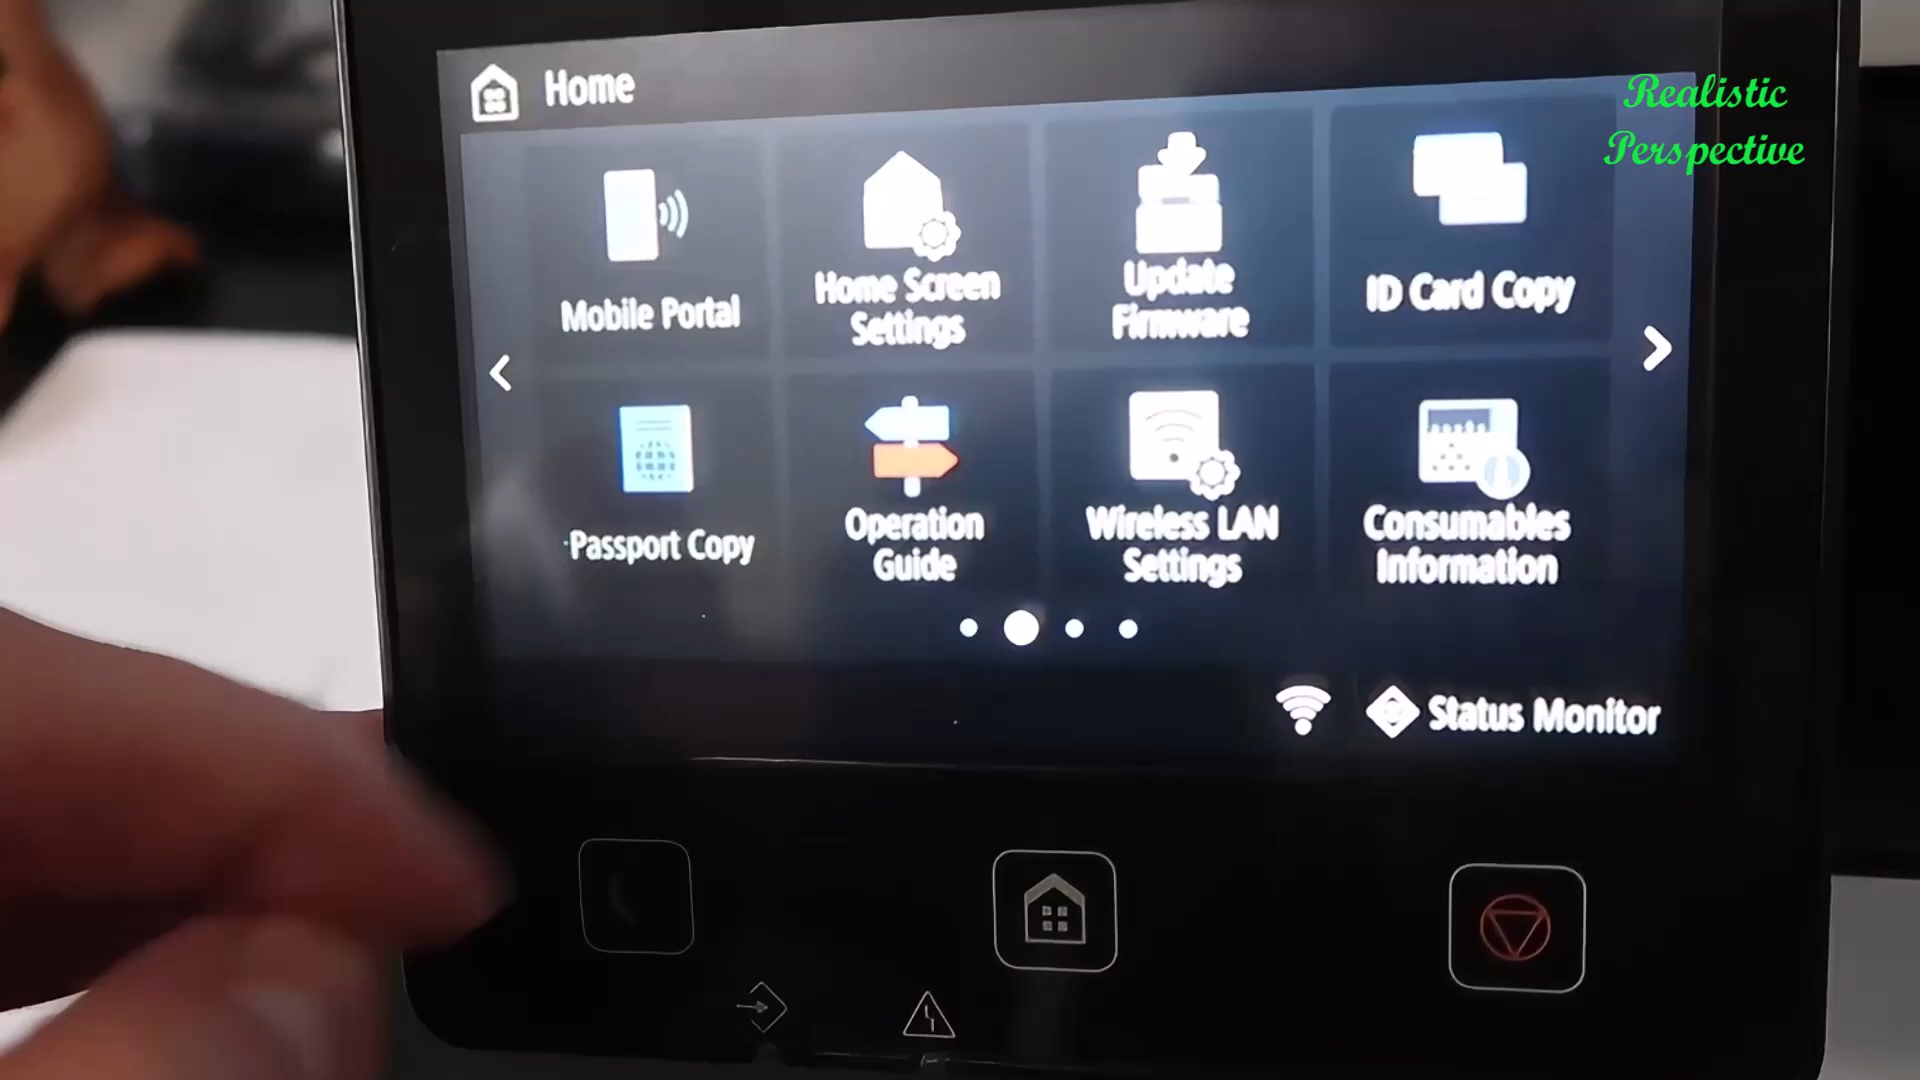 Home
Realistic
Perspective
Mobile Portal
Home Screen
Settings
Update
Firmware
ID Card Copy
Passport Copy
Operation
Guide
Wireless LAN
Settings
Consumables
Information
Status Monitor